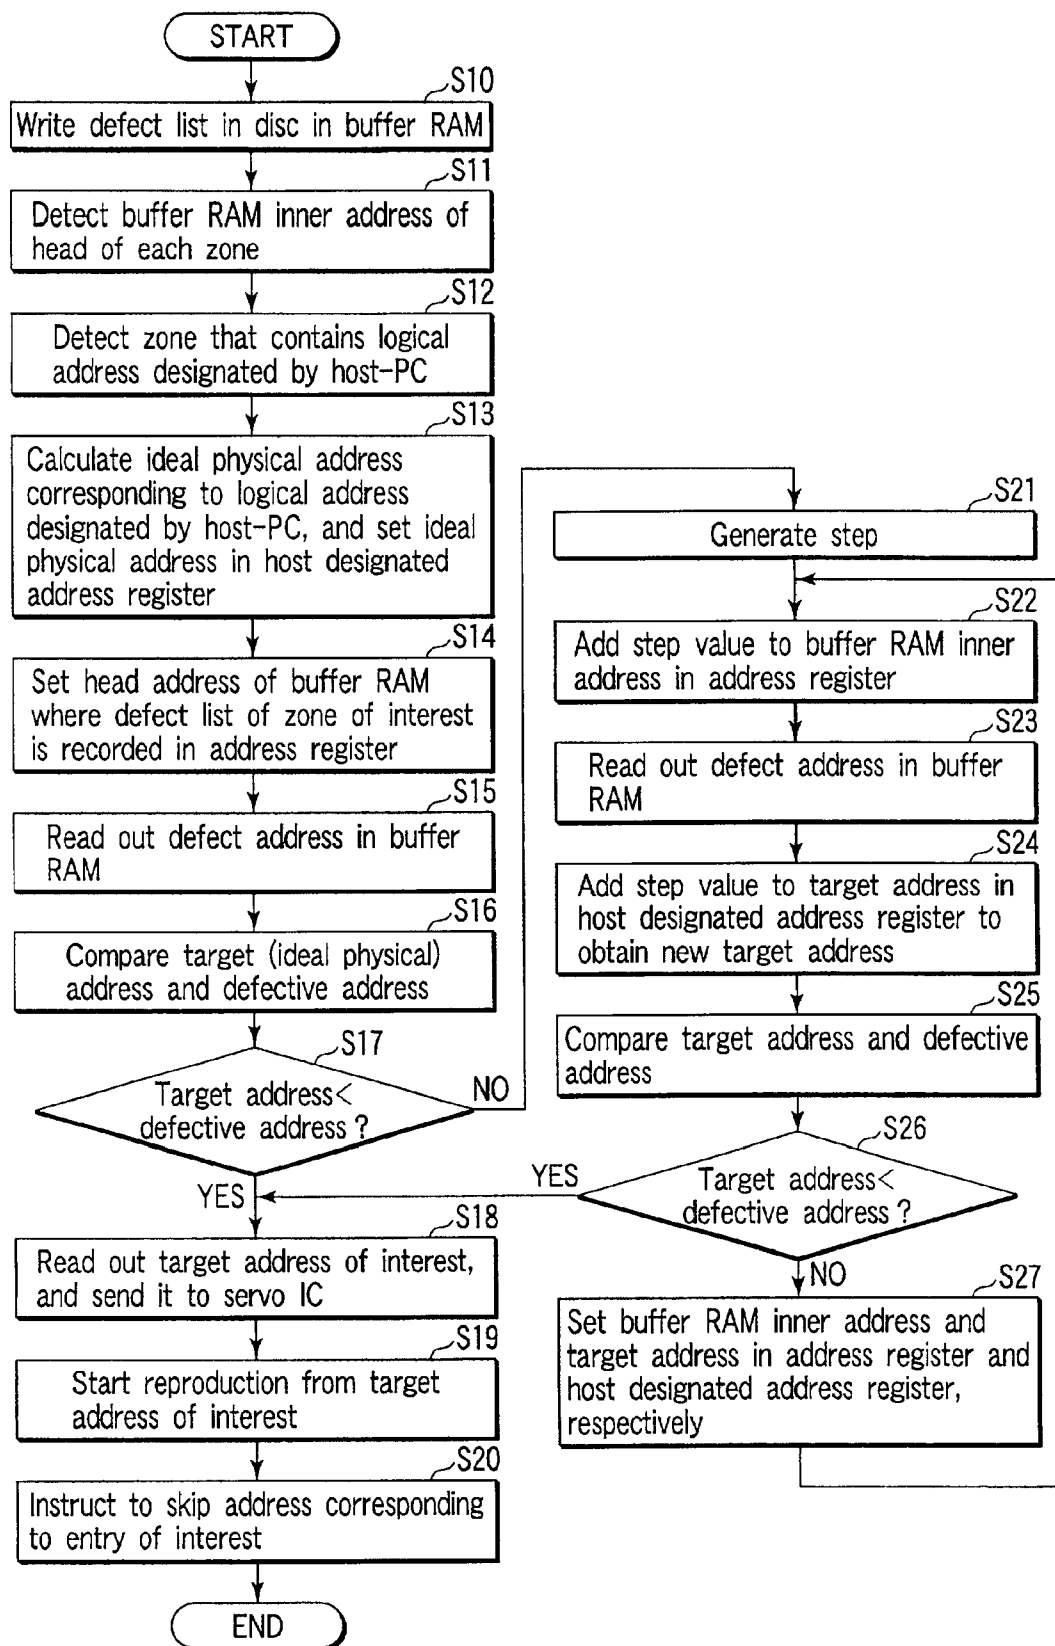 START
S10
Write defect list in disc in buffer RAM
S11
Detect buffer RAM inner address of
head of each zone
S12
Detect zone that contains logical
address designated by host-PC
S13
Calculate ideal physical address
corresponding to logical address
designated by host-PC, and set ideal
physical address in host designated
address register
S14
Set head address of buffer RAM
where defect list of zone of interest
is recorded in address register
S15
Read out defect address in buffer
RAM
S16
Compare target (ideal physical)
address and defective address
S17
Target address<
defective address?
NO
YES
S18
Read out target address of interest,
and send it to servo IC
S19
Start reproduction from target
address of interest
S20
Instruct to skip address corresponding
to entry of interest
END
S21
Generate step
S22
Add step value to buffer RAM inner
address in address register
S23
Read out defect address in buffer
RAM
S24
Add step value to target address in
host designated address register to
obtain new target address
S25
Compare target address and defective
address
S26
Target address<
defective address?
YES
NO
S27
Set buffer RAM inner address and
target address in address register and
host designated address register,
respectively